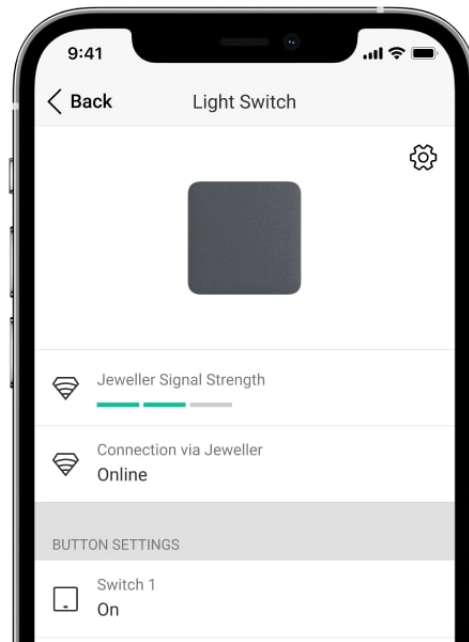 9:41
Back
Light Switch
Jeweller Signal Strength
Connection via Jeweller
Online
BUTTON SETTINGS
Switch 1
On